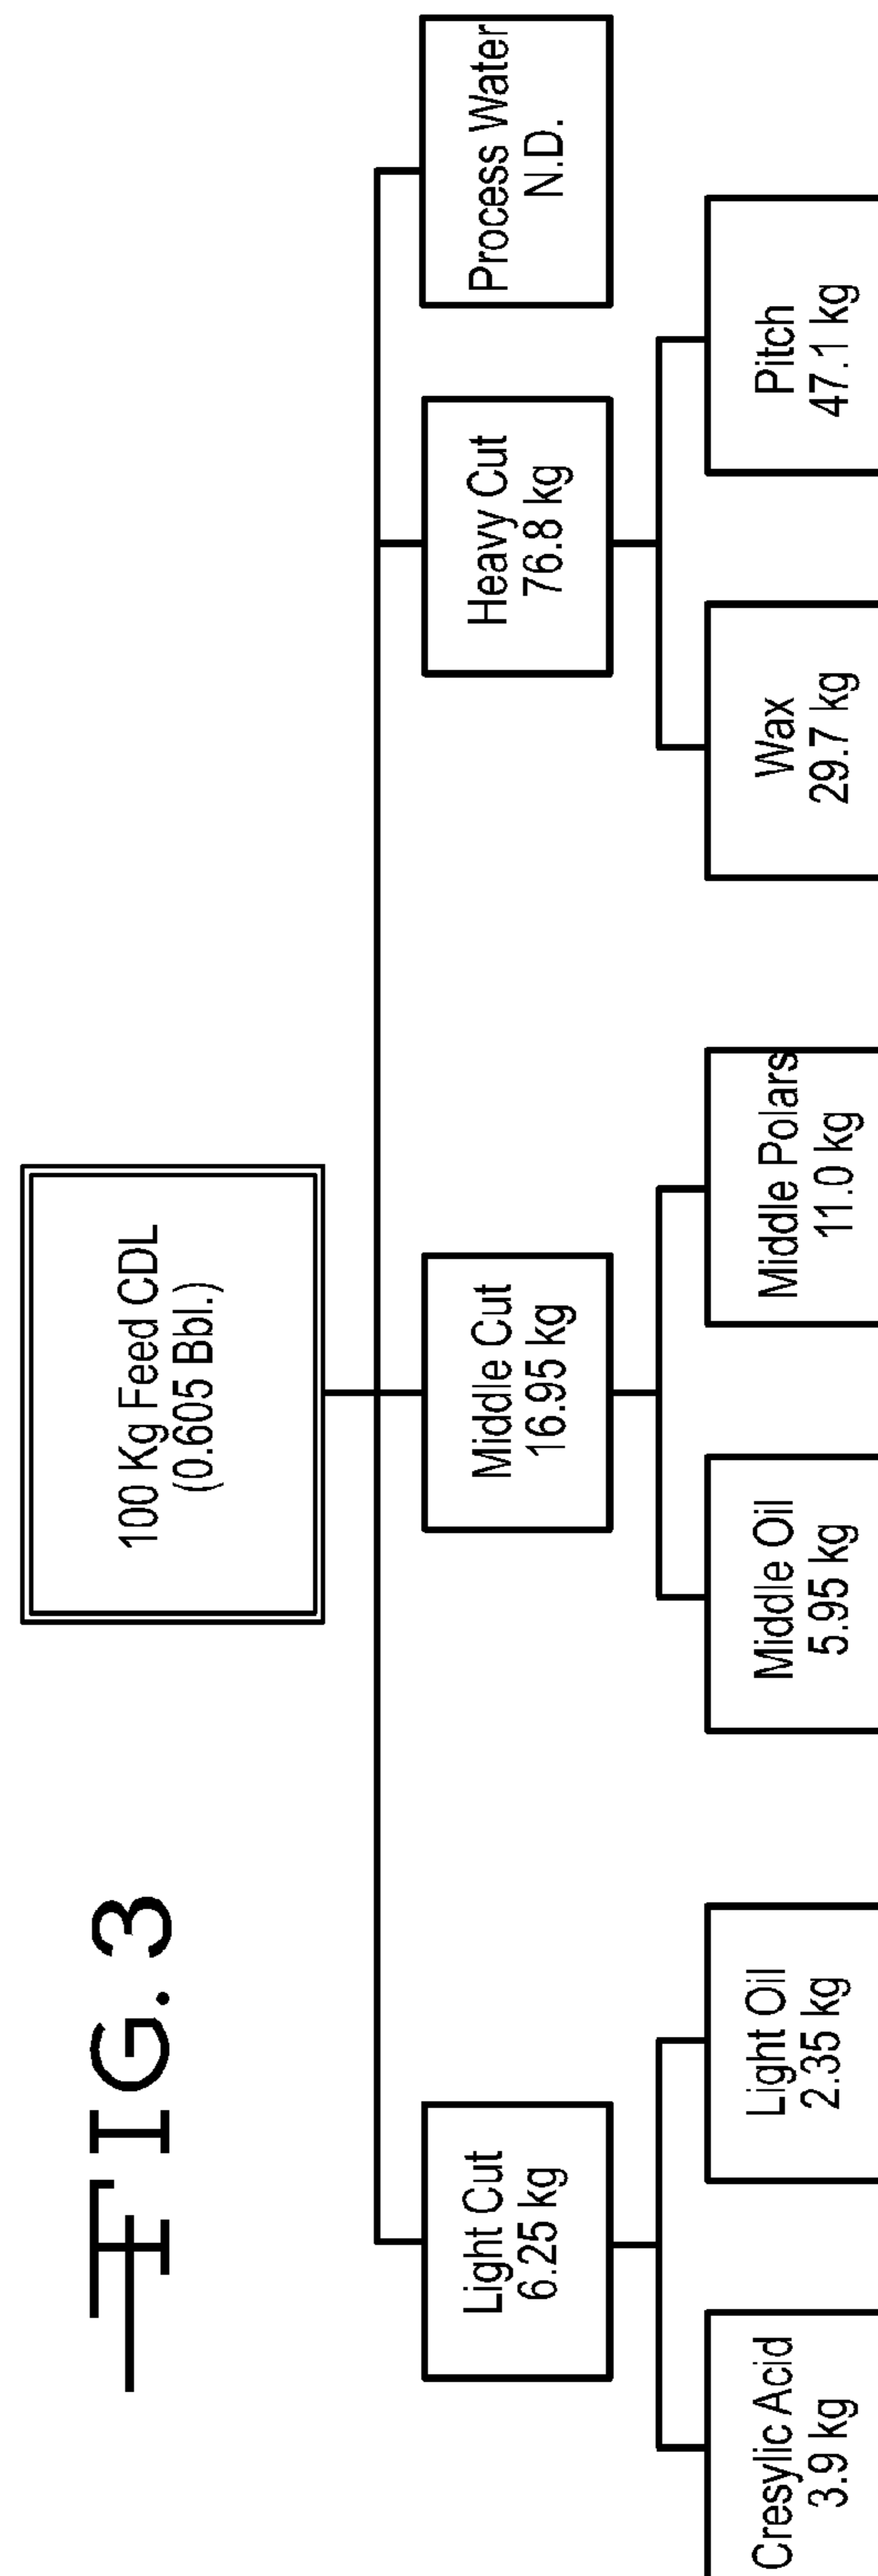 FIG. 3
100 Kg Feed CDL
(0.605 Bbl.)
Light Cut
6.25 kg
Middle Cut
16.95 kg
Heavy Cut
76.8 kg
Process Water
N.D.
Cresylic Acid
3.9 kg
Light Oil
2.35 kg
Middle Oil
5.95 kg
Middle Polars
11.0 kg
Wax
29.7 kg
Pitch
47.1 kg